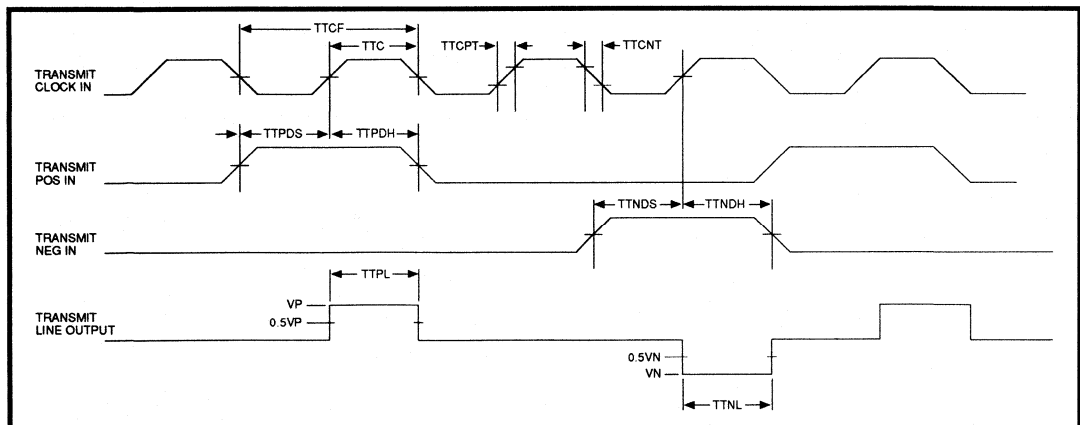 TTCF
TTC
TTCPT
TTCNT
TRANSMIT
CLOCK IN
TTPDS
TTPDH
TRANSMIT
POS IN
TTNDS
TTNDH
TRANSMIT
NEG IN
TTPL
VP
0.5VP
TRANSMIT
LINE OUTPUT
0.5VN
VN
TTNL